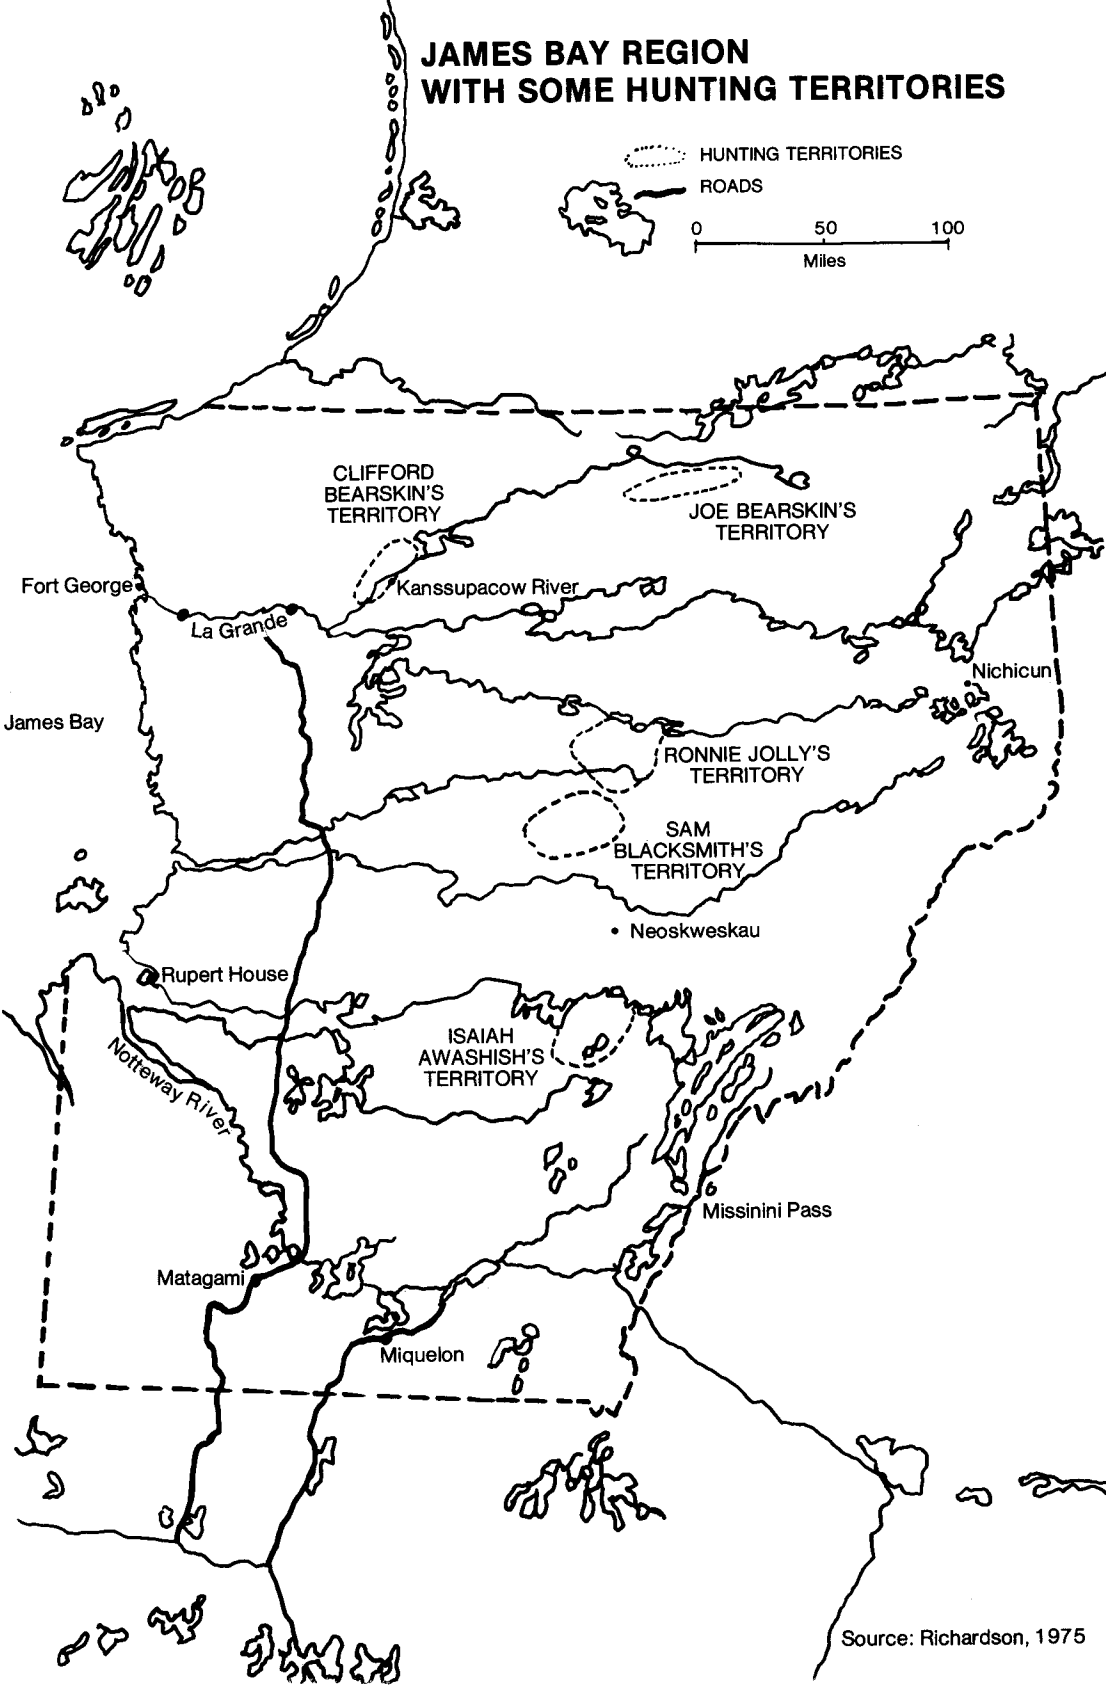 JAMES BAY REGION
WITH SOME HUNTING TERRITORIES
HUNTING TERRITORIES
ROADS
0 50 100
Miles
CLIFFORD
BEARSKIN'S
TERRITORY
JOE BEARSKIN'S
TERRITORY
Fort George
Kanssupacow River
La Grande
Nichicun
James Bay
RONNIE JOLLY'S
TERRITORY
SAM
BLACKSMITH'S
TERRITORY
Neoskweskau
Rupert House
ISAIAH
AWASHISH'S
TERRITORY
Notteway River
Missinini Pass
Matagami
Miquelon
Source: Richardson, 1975